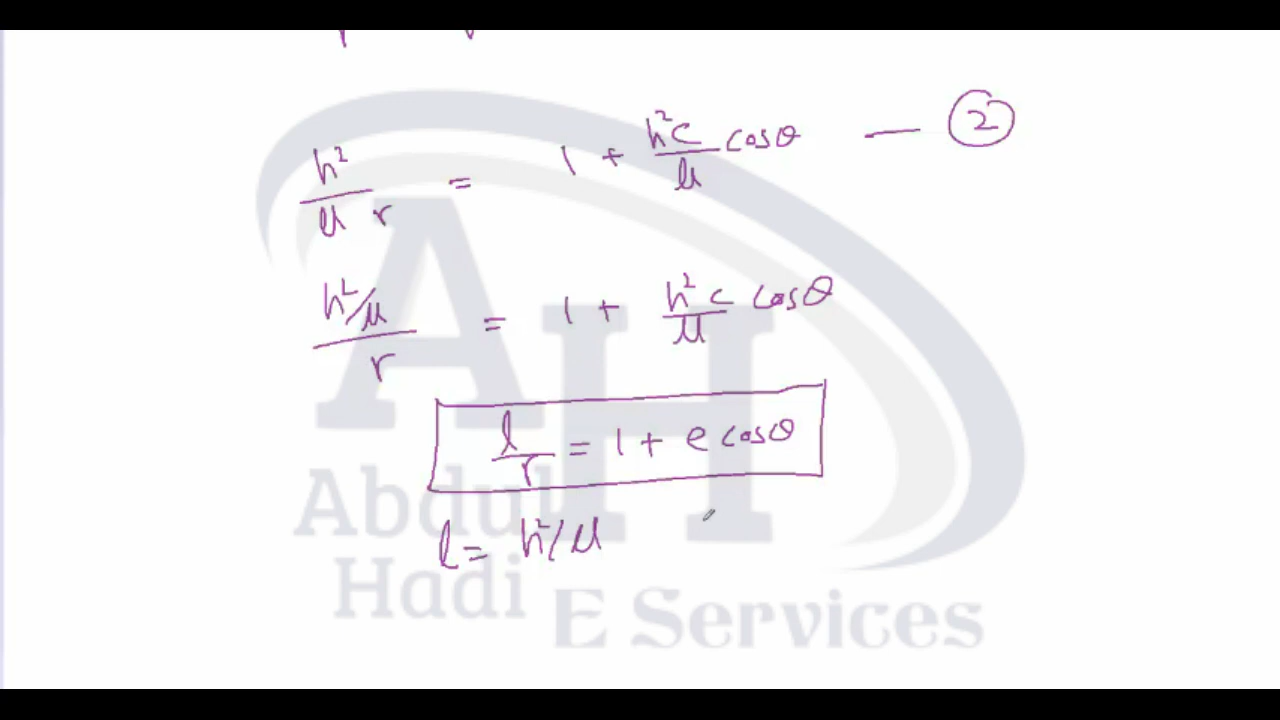 h²/μr = 1 + h²c/μ cosθ — ②
(h²/μ)/r = 1 + h²c/μ cosθ
l/r = 1 + e cosθ
l = h²/μ
AH
Abdul
Hadi
E Services